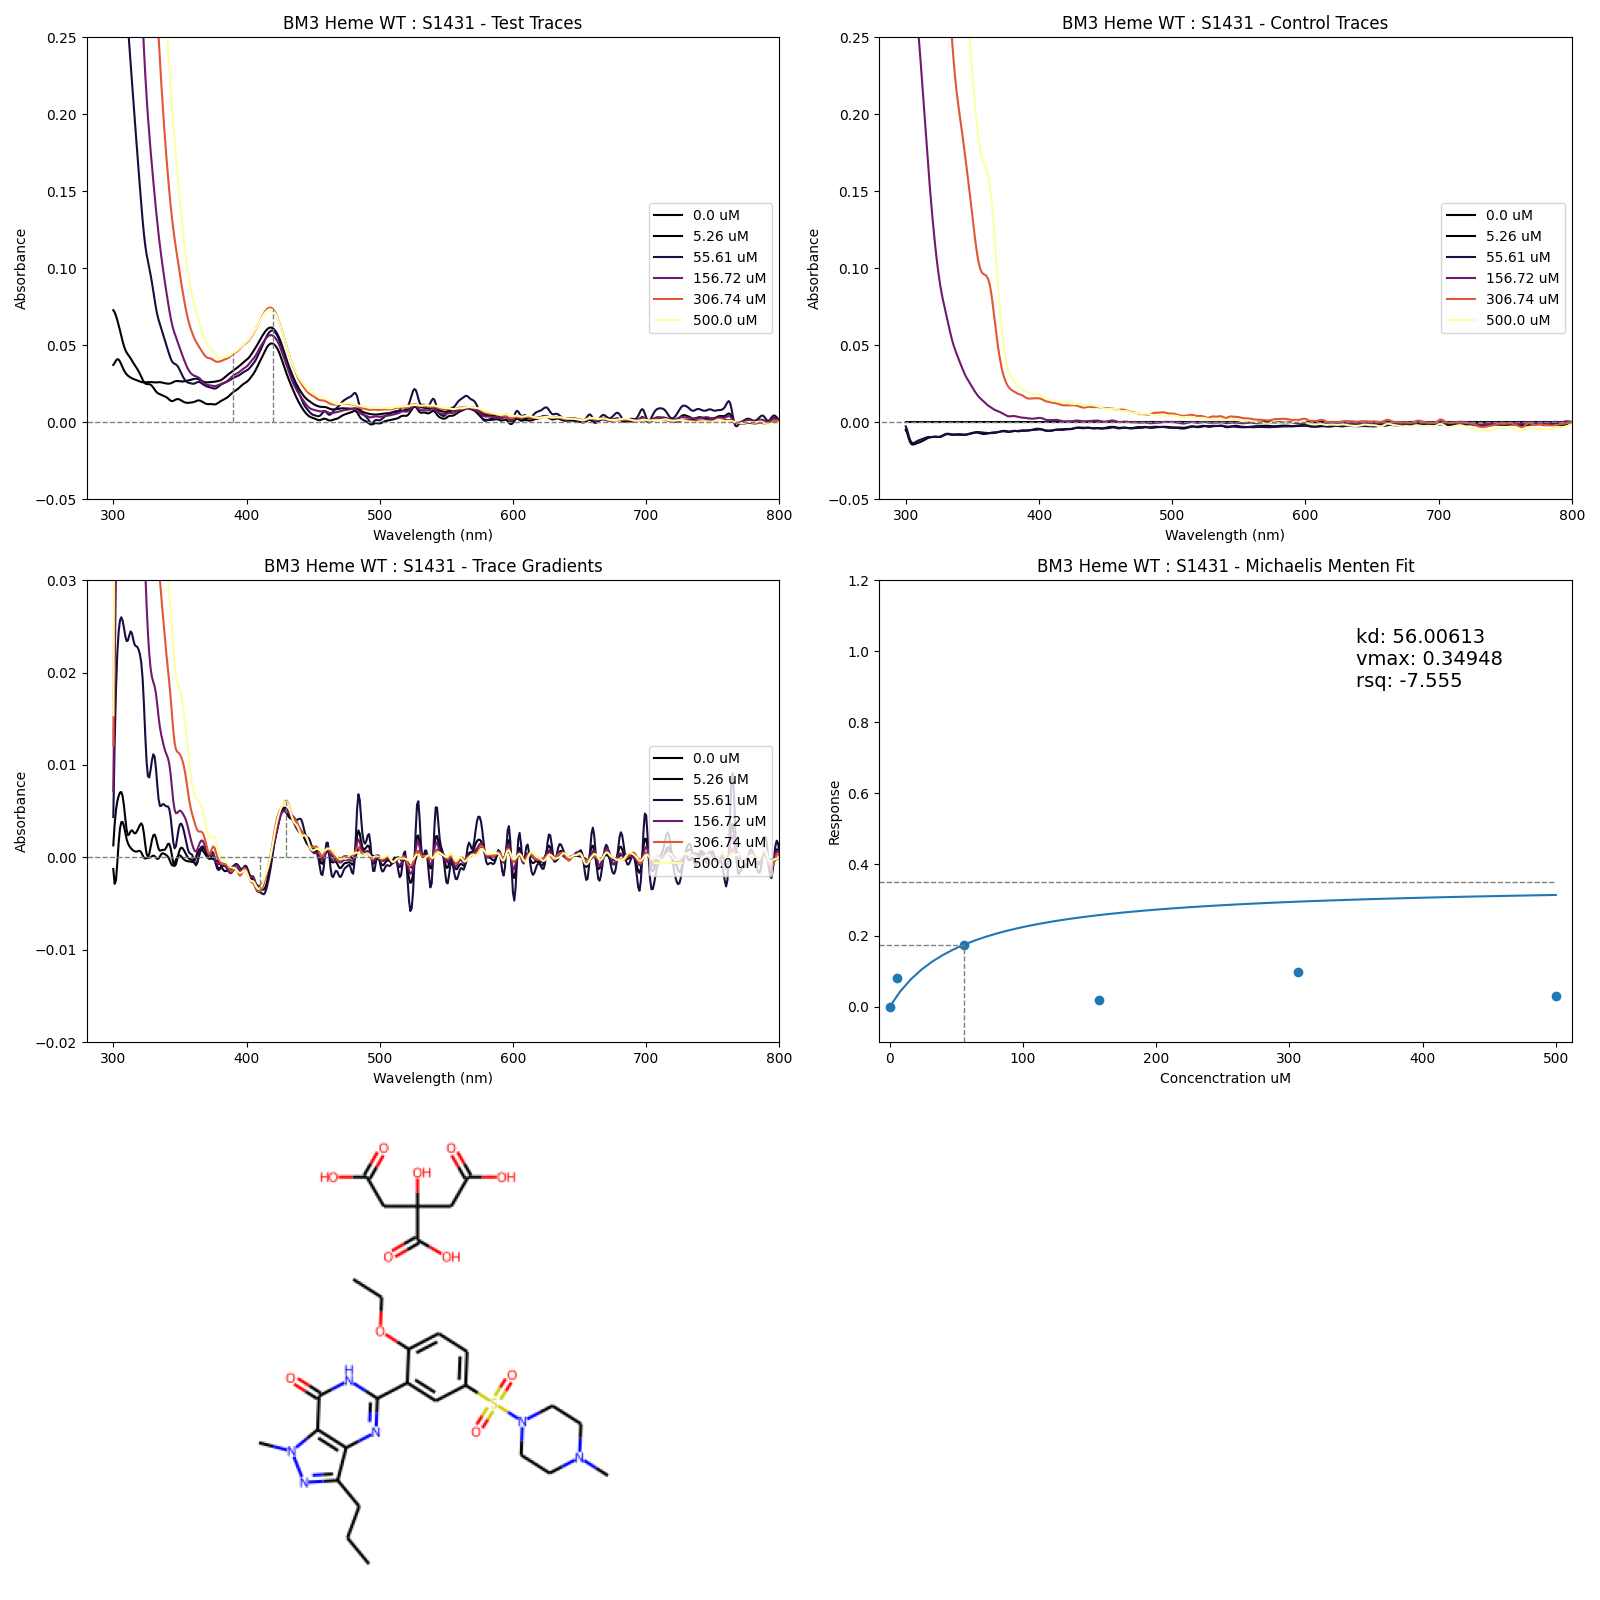 BM3 Heme WT : S1431 - Test Traces
Absorbance
0.25
0.20
0.15
0.10
0.05
0.00
−0.05
300 400 500 600 700 800
Wavelength (nm)
0.0 uM
5.26 uM
55.61 uM
156.72 uM
306.74 uM
500.0 uM
BM3 Heme WT : S1431 - Control Traces
Absorbance
0.25
0.20
0.15
0.10
0.05
0.00
−0.05
300 400 500 600 700 800
Wavelength (nm)
0.0 uM
5.26 uM
55.61 uM
156.72 uM
306.74 uM
500.0 uM
BM3 Heme WT : S1431 - Trace Gradients
Absorbance
0.03
0.02
0.01
0.00
−0.01
−0.02
300 400 500 600 700 800
Wavelength (nm)
0.0 uM
5.26 uM
55.61 uM
156.72 uM
306.74 uM
500.0 uM
BM3 Heme WT : S1431 - Michaelis Menten Fit
Response
1.2
1.0
0.8
0.6
0.4
0.2
0.0
0 100 200 300 400 500
Concenctration uM
kd: 56.00613
vmax: 0.34948
rsq: -7.555
O O
HO OH OH
O OH
O
H
O N O
S
N O N
N N
N